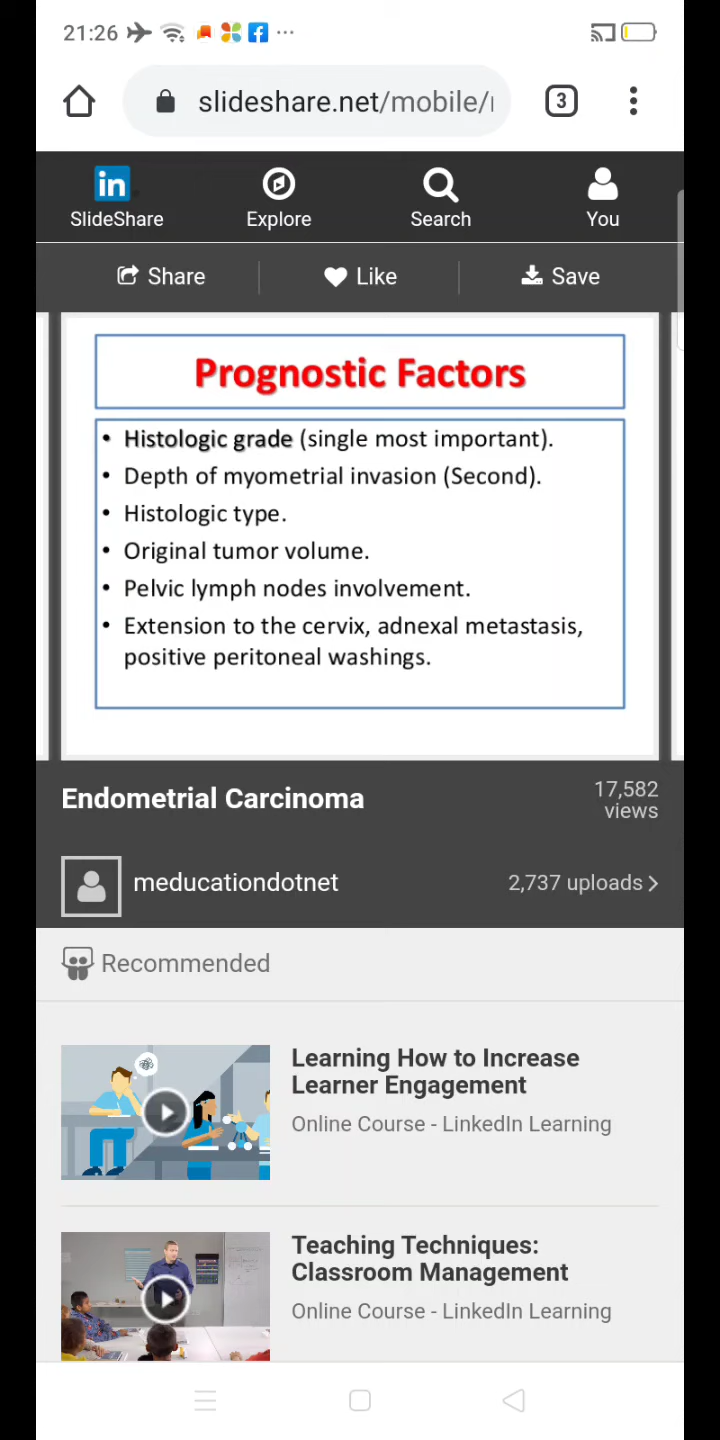 21:26
slideshare.net/mobile/
3
in
SlideShare
Explore
Search
You
Share
Like
Save
Prognostic Factors
• Histologic grade (single most important).
• Depth of myometrial invasion (Second).
• Histologic type.
• Original tumor volume.
• Pelvic lymph nodes involvement.
• Extension to the cervix, adnexal metastasis,
positive peritoneal washings.
Endometrial Carcinoma
17,582
views
meducationdotnet
2,737 uploads
Recommended
Learning How to Increase
Learner Engagement
Online Course - LinkedIn Learning
Teaching Techniques:
Classroom Management
Online Course - LinkedIn Learning